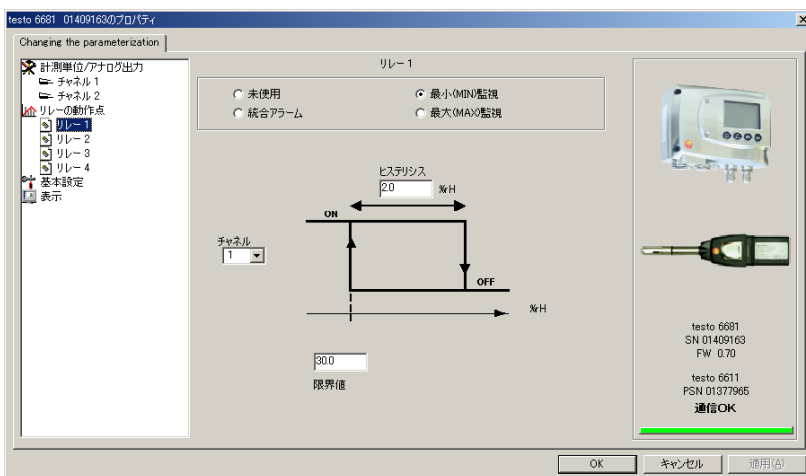 testo 6681 01409163のプロパティ
Changing the parameterization
計測単位/アナログ出力
チャネル 1
チャネル 2
リレーの動作点
リレー 1
リレー 2
リレー 3
リレー 4
基本設定
表示
リレー 1
未使用
最小(MIN)監視
統合アラーム
最大(MAX)監視
ヒステリシス
2.0 %rH
ON
チャネル
1
OFF
%rH
30.0
限界値
testo 6681
SN 01409163
FW 0.70
testo 6611
PSN 01377965
通信OK
OK
キャンセル
適用(A)